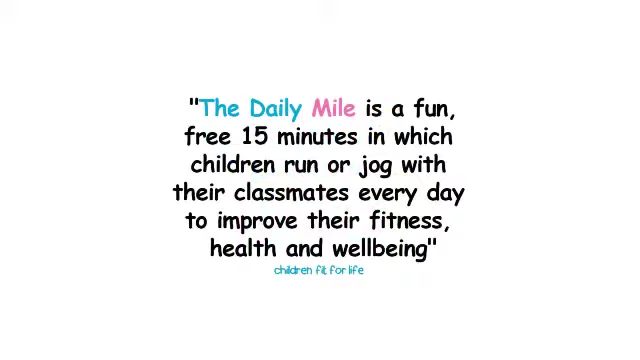 "The Daily Mile is a fun,
free 15 minutes in which
children run or jog with
their classmates every day
to improve their fitness,
health and wellbeing"
children fit for life